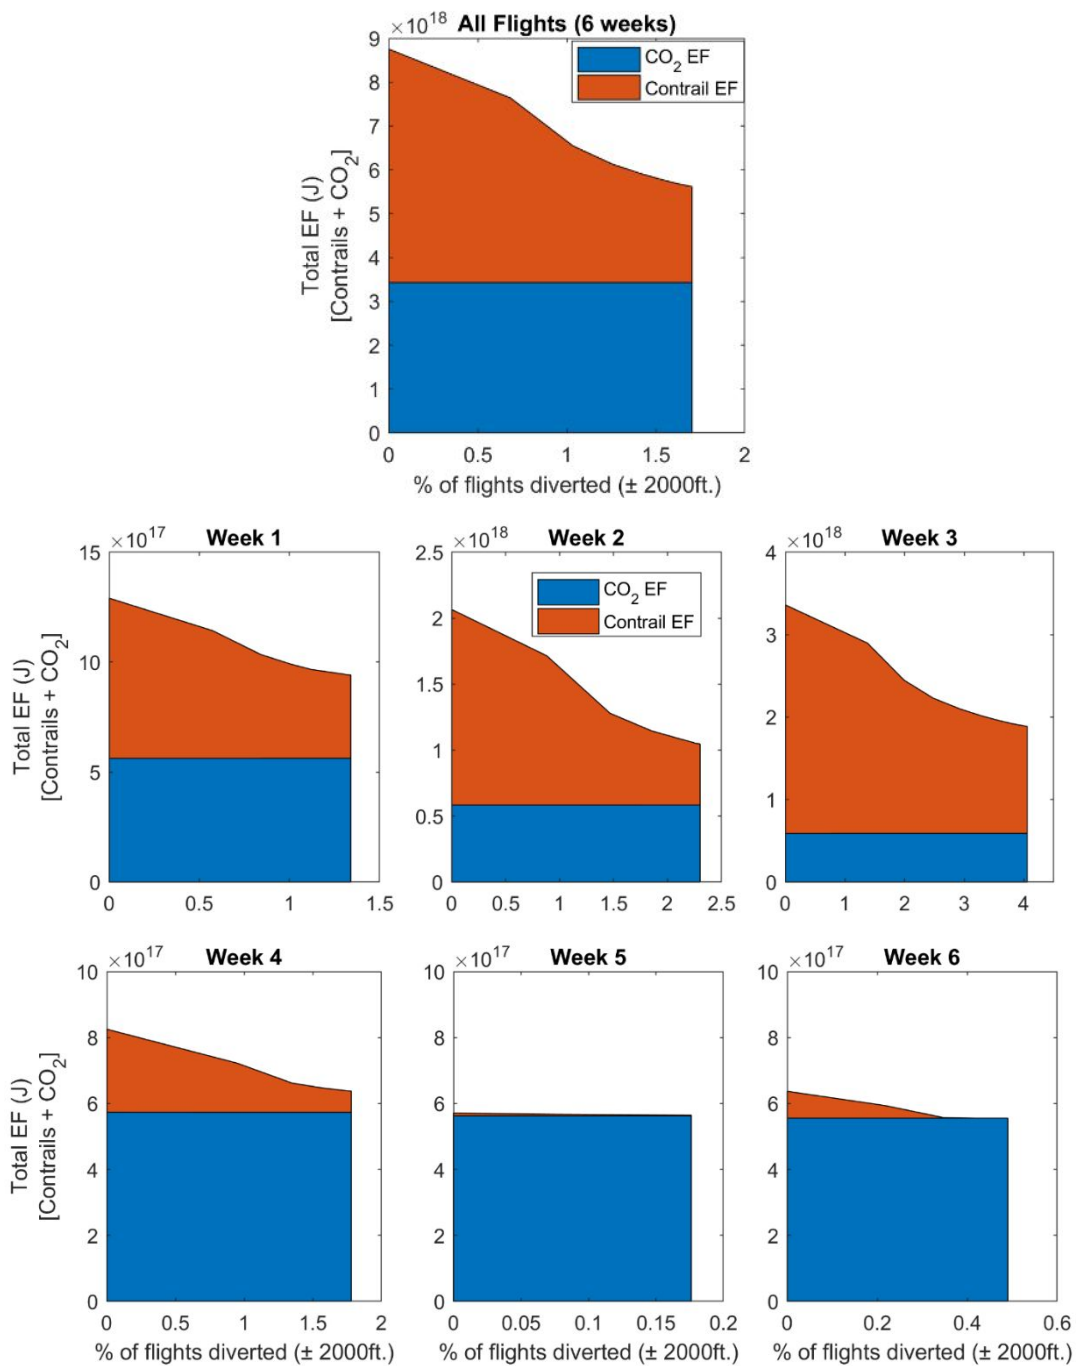 ×10^18 All Flights (6 weeks)
9
8
7
6
5
4
3
2
1
0
CO2 EF
Contrail EF
Total EF (J)
[Contrails + CO2]
0 0.5 1 1.5 2
% of flights diverted (± 2000ft.)
×10^17 Week 1
15
10
5
0
Total EF (J)
[Contrails + CO2]
0 0.5 1 1.5
×10^18 Week 2
2.5
2
1.5
1
0.5
0
CO2 EF
Contrail EF
0 0.5 1 1.5 2 2.5
×10^18 Week 3
4
3
2
1
0
0 1 2 3 4
×10^17 Week 4
10
8
6
4
2
0
Total EF (J)
[Contrails + CO2]
0 0.5 1 1.5 2
% of flights diverted (± 2000ft.)
×10^17 Week 5
10
8
6
4
2
0
0 0.05 0.1 0.15 0.2
% of flights diverted (± 2000ft.)
×10^17 Week 6
10
8
6
4
2
0
0 0.2 0.4 0.6
% of flights diverted (± 2000ft.)